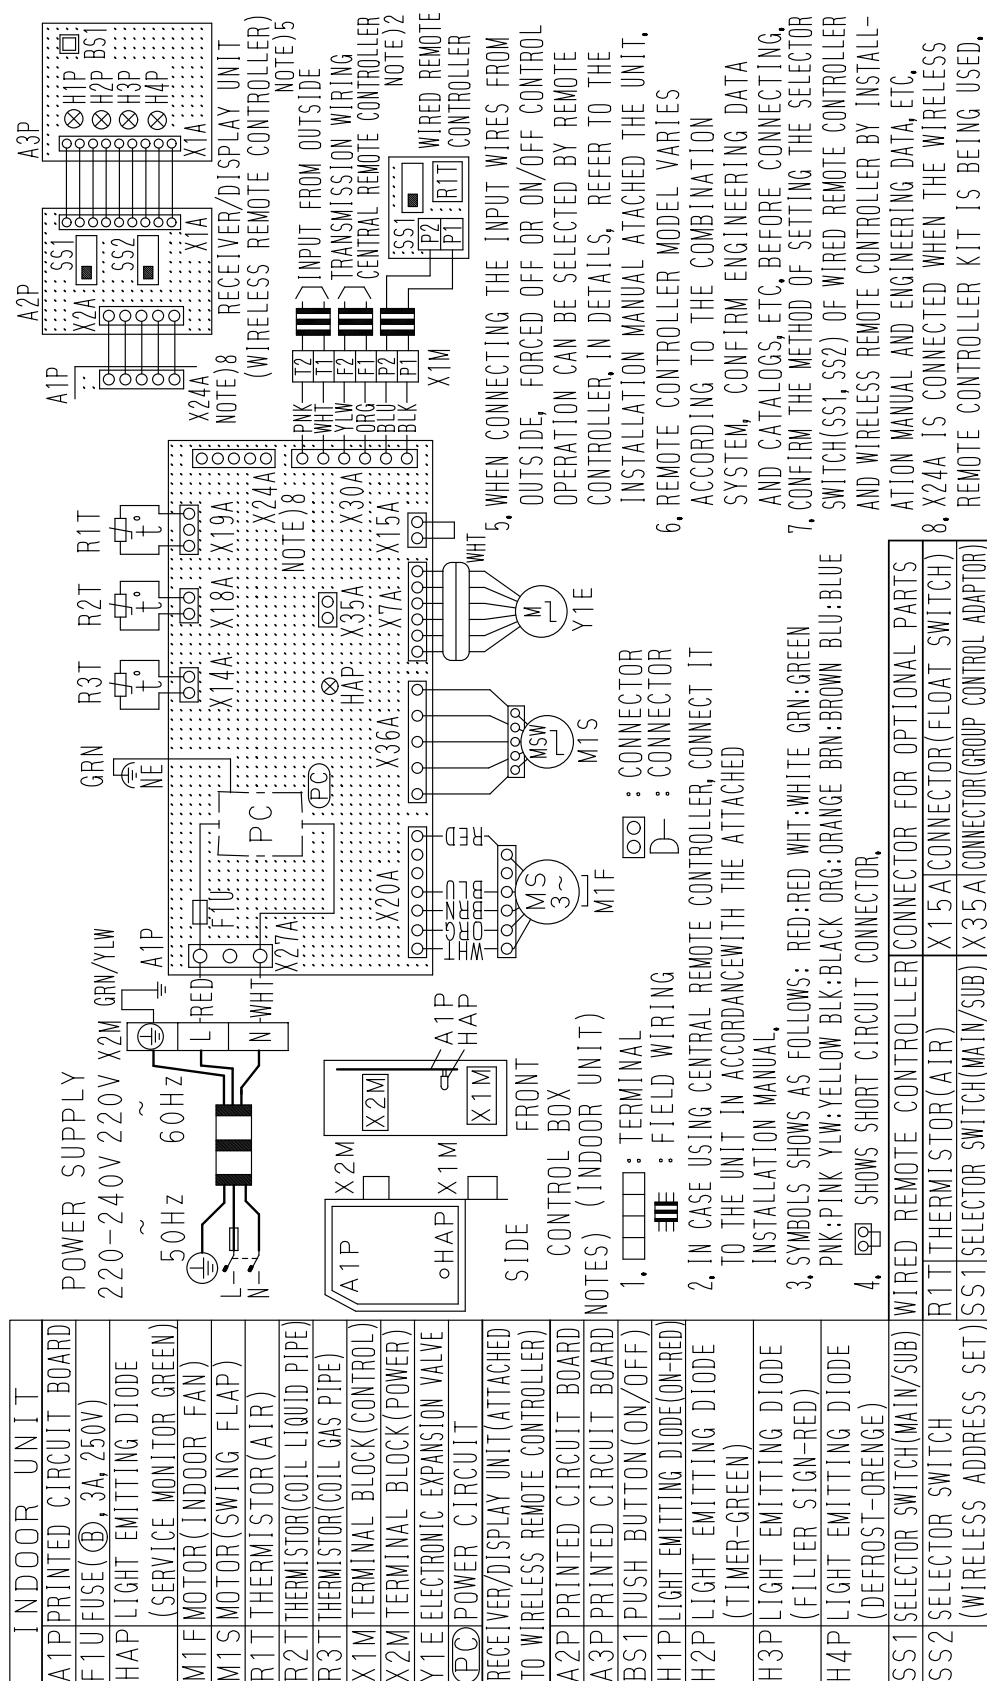 INDOOR UNIT
A1P PRINTED CIRCUIT BOARD
F1U FUSE(Ⓑ, 3A, 250V)
HAP LIGHT EMITTING DIODE
(SERVICE MONITOR GREEN)
M1F MOTOR(INDOOR FAN)
M1S MOTOR(SWING FLAP)
R1T THERMISTOR(AIR)
R2T THERMISTOR(COIL LIQUID PIPE)
R3T THERMISTOR(COIL GAS PIPE)
X1M TERMINAL BLOCK(CONTROL)
X2M TERMINAL BLOCK(POWER)
Y1E ELECTRONIC EXPANSION VALVE
PC POWER CIRCUIT
RECEIVER/DISPLAY UNIT(ATTACHED
TO WIRELESS REMOTE CONTROLLER)
A2P PRINTED CIRCUIT BOARD
A3P PRINTED CIRCUIT BOARD
BS1 PUSH BUTTON(ON/OFF)
H1P LIGHT EMITTING DIODE(ON-RED)
H2P LIGHT EMITTING DIODE
(TIMER-GREEN)
H3P LIGHT EMITTING DIODE
(FILTER SIGN-RED)
H4P LIGHT EMITTING DIODE
(DEFROST-ORENGE)
SS1 SELECTOR SWITCH(MAIN/SUB)
SS2 SELECTOR SWITCH
(WIRELESS ADDRESS SET)
WIRED REMOTE CONTROLLER
R1T THERMISTOR(AIR)
SS1 SELECTOR SWITCH(MAIN/SUB)
CONNECTOR FOR OPTIONAL PARTS
X15A CONNECTOR(FLOAT SWITCH)
X35A CONNECTOR(GROUP CONTROL ADAPTOR)
POWER SUPPLY
220-240V 220V
~ ~
50Hz 60Hz
L
N
X2M
GRN/YLW
L RED
N WHT
A1P
X27A
F1U
PC
PC
GRN
NE
R3T
R2T
R1T
X14A
X18A
X19A
HAP
X35A
X24A
NOTE)8
X20A
X36A
X7A
X15A
X30A
WHT
ORG
BRN
BLU
RED
MS
3~
M1F
MSW
M1S
M
Y1E
WHT
PNK
WHT
YLW
ORG
BLU
BLK
T2
T1
F2
F1
P2
P1
X1M
A1P
X24A
NOTE)8
A2P
X2A
SS1
SS2
X1A
A3P
BS1
H1P
H2P
H3P
H4P
X1A
RECEIVER/DISPLAY UNIT
(WIRELESS REMOTE CONTROLLER)
NOTE)5
INPUT FROM OUTSIDE
TRANSMISSION WIRING
CENTRAL REMOTE CONTROLLER
NOTE)2
WIRED REMOTE
CONTROLLER
SS1
P2
P1
R1T
A1P
HAP
X2M
X1M
SIDE
X2M
X1M
A1P
HAP
FRONT
CONTROL BOX
(INDOOR UNIT)
NOTES)
1. : TERMINAL
: CONNECTOR
: FIELD WIRING
: CONNECTOR
2. IN CASE USING CENTRAL REMOTE CONTROLLER, CONNECT IT
TO THE UNIT IN ACCORDANCEWITH THE ATTACHED
INSTALLATION MANUAL.
3. SYMBOLS SHOWS AS FOLLOWS: RED:RED WHT:WHITE GRN:GREEN
PNK:PINK YLW:YELLOW BLK:BLACK ORG:ORANGE BRN:BROWN BLU:BLUE
4. SHOWS SHORT CIRCUIT CONNECTOR.
5. WHEN CONNECTING THE INPUT WIRES FROM
OUTSIDE, FORCED OFF OR ON/OFF CONTROL
OPERATION CAN BE SELECTED BY REMOTE
CONTROLLER. IN DETAILS, REFER TO THE
INSTALLATION MANUAL ATACHED THE UNIT.
6. REMOTE CONTROLLER MODEL VARIES
ACCORDING TO THE COMBINATION
SYSTEM, CONFIRM ENGINEERING DATA
AND CATALOGS, ETC. BEFORE CONNECTING.
7. CONFIRM THE METHOD OF SETTING THE SELECTOR
SWITCH(SS1, SS2) OF WIRED REMOTE CONTROLLER
AND WIRELESS REMOTE CONTROLLER BY INSTALL-
ATION MANUAL AND ENGINEERING DATA, ETC.
8. X24A IS CONNECTED WHEN THE WIRELESS
REMOTE CONTROLLER KIT IS BEING USED.